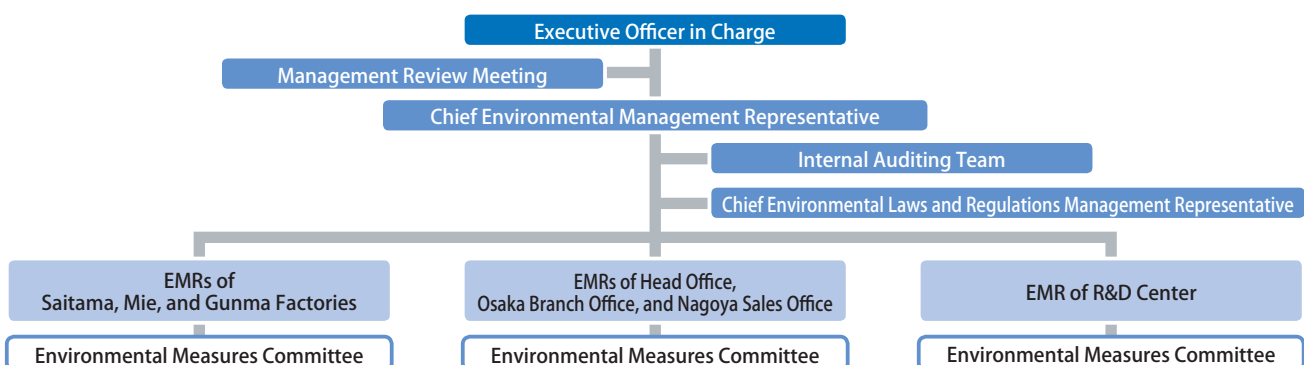 Executive Officer in Charge
Management Review Meeting
Chief Environmental Management Representative
Internal Auditing Team
Chief Environmental Laws and Regulations Management Representative
EMRs of
Saitama, Mie, and Gunma Factories
EMRs of Head Office,
Osaka Branch Office, and Nagoya Sales Office
EMR of R&D Center
Environmental Measures Committee
Environmental Measures Committee
Environmental Measures Committee